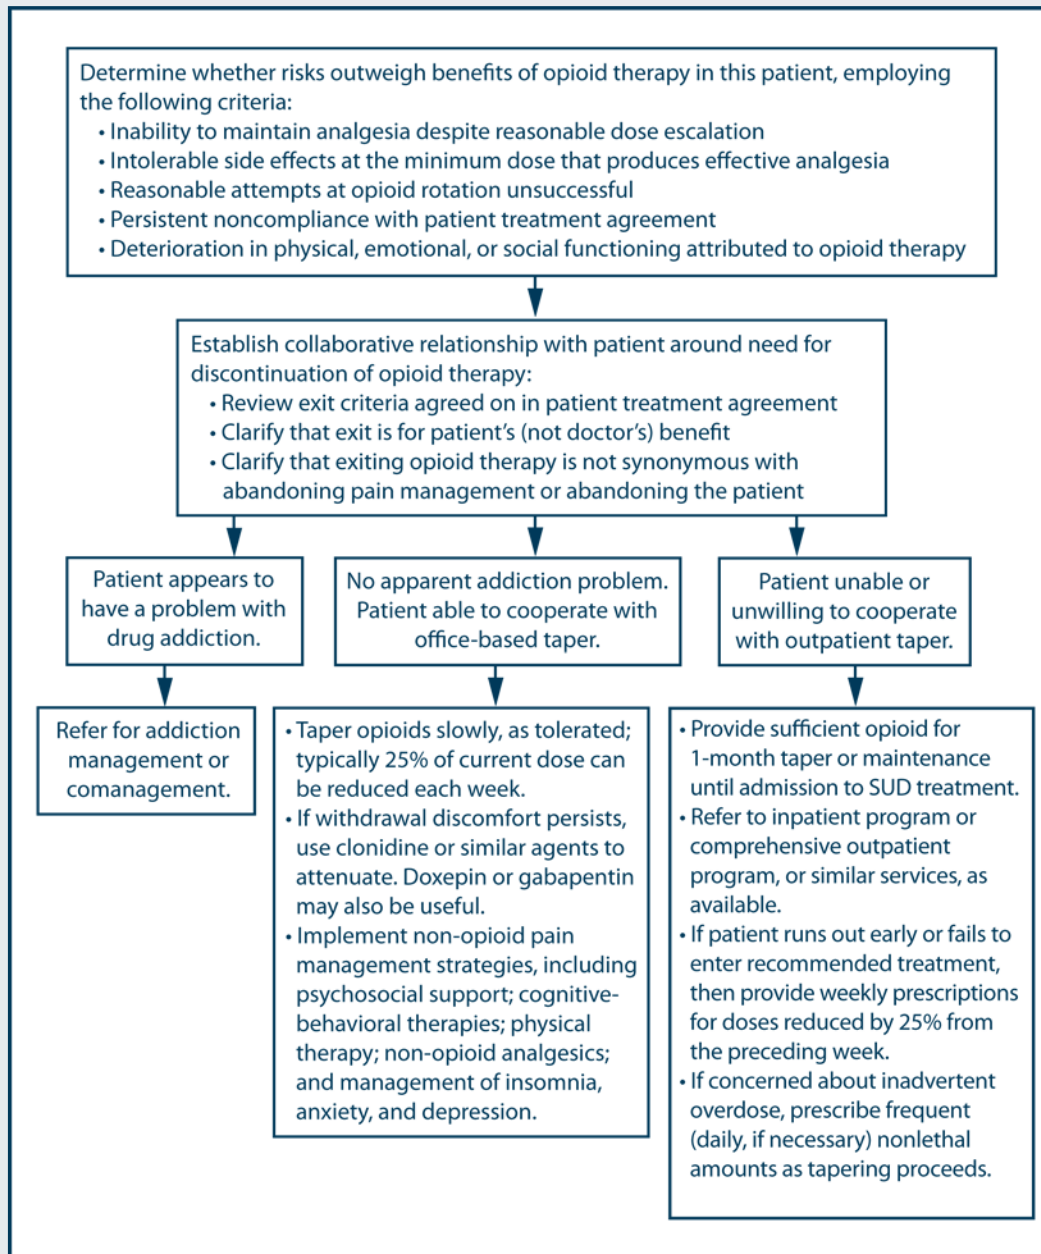 Determine whether risks outweigh benefits of opioid therapy in this patient, employing
the following criteria:
• Inability to maintain analgesia despite reasonable dose escalation
• Intolerable side effects at the minimum dose that produces effective analgesia
• Reasonable attempts at opioid rotation unsuccessful
• Persistent noncompliance with patient treatment agreement
• Deterioration in physical, emotional, or social functioning attributed to opioid therapy
Establish collaborative relationship with patient around need for
discontinuation of opioid therapy:
• Review exit criteria agreed on in patient treatment agreement
• Clarify that exit is for patient’s (not doctor’s) benefit
• Clarify that exiting opioid therapy is not synonymous with
abandoning pain management or abandoning the patient
Patient appears to
have a problem with
drug addiction.
Refer for addiction
management or
comanagement.
No apparent addiction problem.
Patient able to cooperate with
office-based taper.
• Taper opioids slowly, as tolerated;
typically 25% of current dose can
be reduced each week.
• If withdrawal discomfort persists,
use clonidine or similar agents to
attenuate. Doxepin or gabapentin
may also be useful.
• Implement non-opioid pain
management strategies, including
psychosocial support; cognitive-
behavioral therapies; physical
therapy; non-opioid analgesics;
and management of insomnia,
anxiety, and depression.
Patient unable or
unwilling to cooperate
with outpatient taper.
• Provide sufficient opioid for
1-month taper or maintenance
until admission to SUD treatment.
• Refer to inpatient program or
comprehensive outpatient
program, or similar services, as
available.
• If patient runs out early or fails to
enter recommended treatment,
then provide weekly prescriptions
for doses reduced by 25% from
the preceding week.
• If concerned about inadvertent
overdose, prescribe frequent
(daily, if necessary) nonlethal
amounts as tapering proceeds.